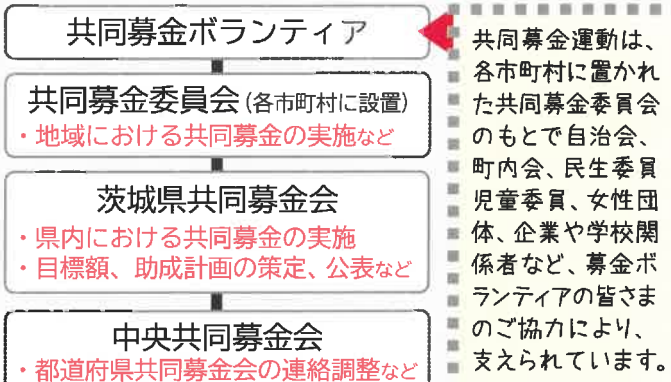 共同募金ボランティア
共同募金委員会(各市町村に設置)
・地域における共同募金の実施など
茨城県共同募金会
・県内における共同募金の実施
・目標額、助成計画の策定、公表など
中央共同募金会
・都道府県共同募金会の連絡調整など
共同募金運動は、
各市町村に置かれ
た共同募金委員会
のもとで自治会、
町内会、民生委員
児童委員、女性団
体、企業や学校関
係者など、募金ボ
ランティアの皆さま
のご協力により、
支えられています。